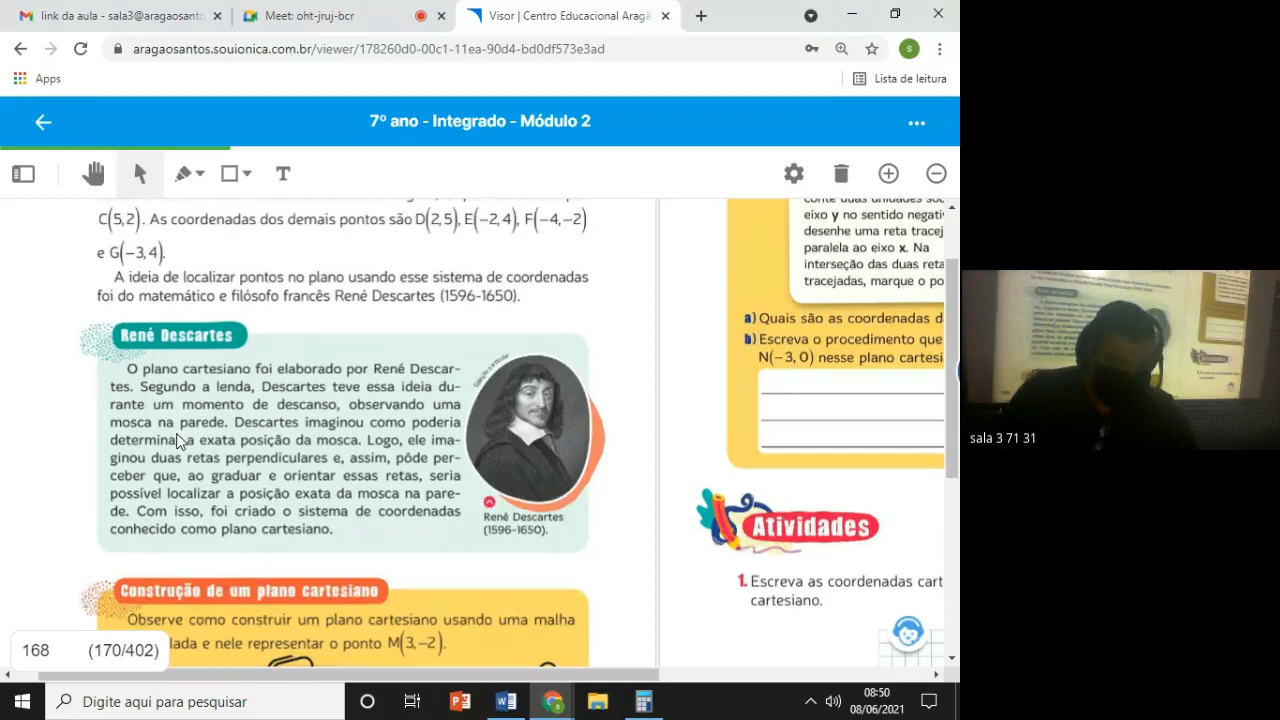 link da aula - sala3@aragaosant
Meet: oht-jruj-bcr
Visor | Centro Educacional Aragã
aragaosantos.souionica.com.br/viewer/178260d0-00c1-11ea-90d4-bd0df573e3ad
s
Apps
Lista de leitura
7º ano - Integrado - Módulo 2
T
C(5,2). As coordenadas dos demais pontos são D(2,5), E(-2,4), F(-4,-2)
e G(-3,4).
A ideia de localizar pontos no plano usando esse sistema de coordenadas
foi do matemático e filósofo francês René Descartes (1596-1650).
René Descartes
O plano cartesiano foi elaborado por René Descar-
tes. Segundo a lenda, Descartes teve essa ideia du-
rante um momento de descanso, observando uma
mosca na parede. Descartes imaginou como poderia
determinar a exata posição da mosca. Logo, ele ima-
ginou duas retas perpendiculares e, assim, pôde per-
ceber que, ao graduar e orientar essas retas, seria
possível localizar a posição exata da mosca na pare-
de. Com isso, foi criado o sistema de coordenadas
conhecido como plano cartesiano.
Coleção particular
René Descartes
(1596-1650).
Construção de um plano cartesiano
Observe como construir um plano cartesiano usando uma malha
lada e nele representar o ponto M(3,-2).
168 (170/402)
conte duas unidades so
eixo y no sentido negati
desenhe uma reta tracej
paralela ao eixo x. Na
interseção das duas reta
tracejadas, marque o po
a) Quais são as coordenadas d
b) Escreva o procedimento que
N(-3,0) nesse plano cartesi
Atividades
1. Escreva as coordenadas cart
cartesiano.
sala 3 71 31
Digite aqui para pesquisar
08:50
08/06/2021